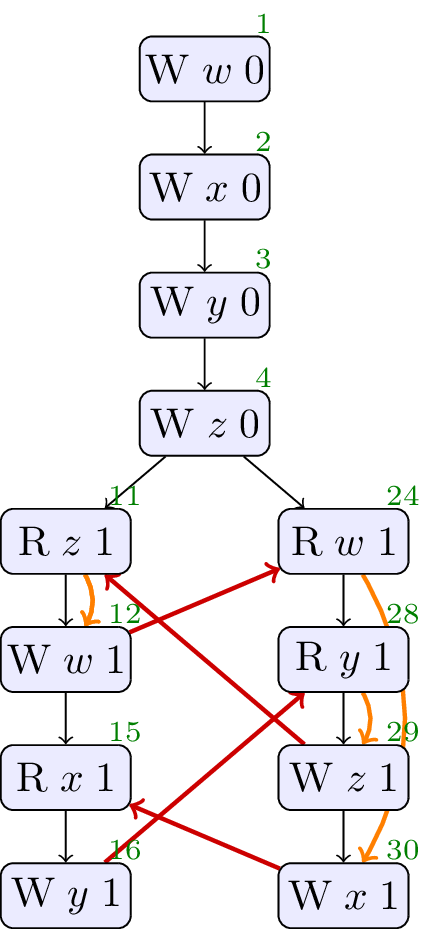 1
W w 0
2
W x 0
3
W y 0
4
W z 0
11
R z 1
24
R w 1
12
W w 1
28
R y 1
15
R x 1
29
W z 1
16
W y 1
30
W x 1